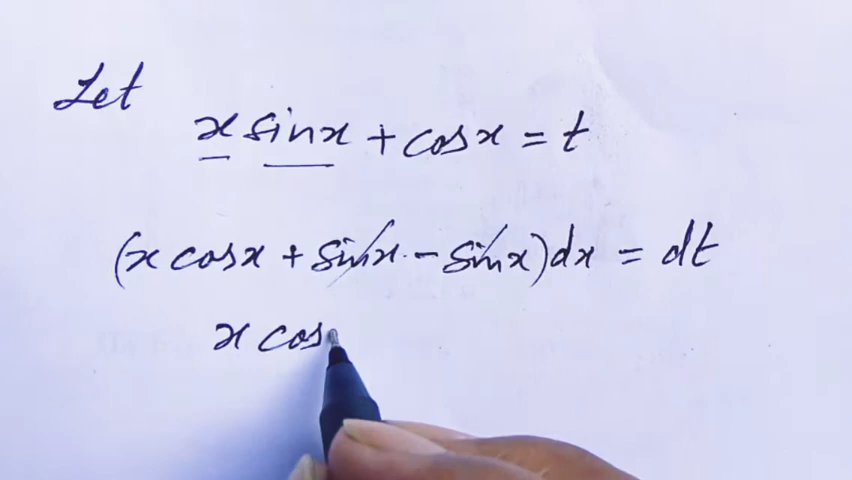 Let
x sinx + cosx = t
(x cosx + sinx - sinx)dx = dt
x cos